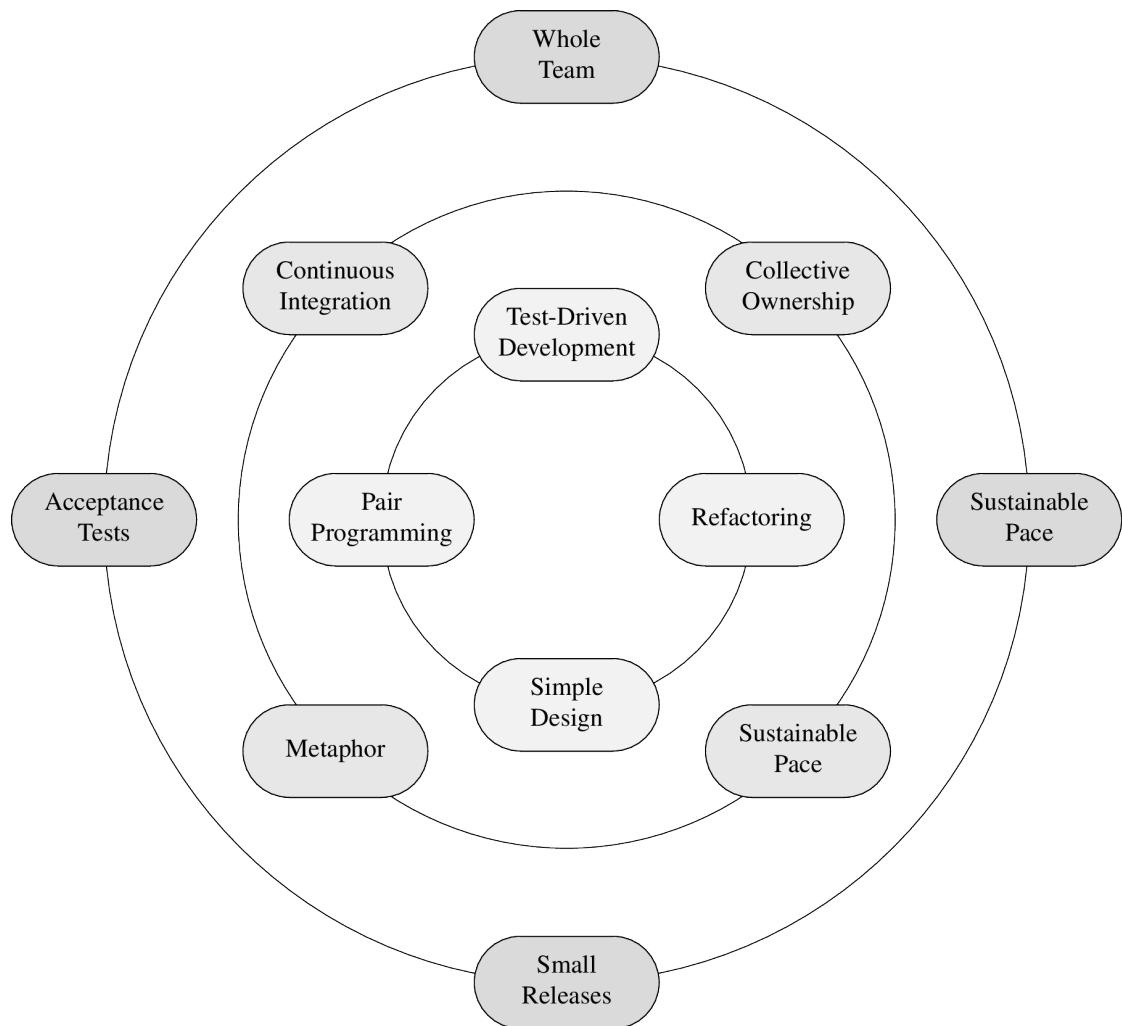 Whole
Team
Continuous
Integration
Collective
Ownership
Test-Driven
Development
Acceptance
Tests
Pair
Programming
Refactoring
Sustainable
Pace
Simple
Design
Metaphor
Sustainable
Pace
Small
Releases